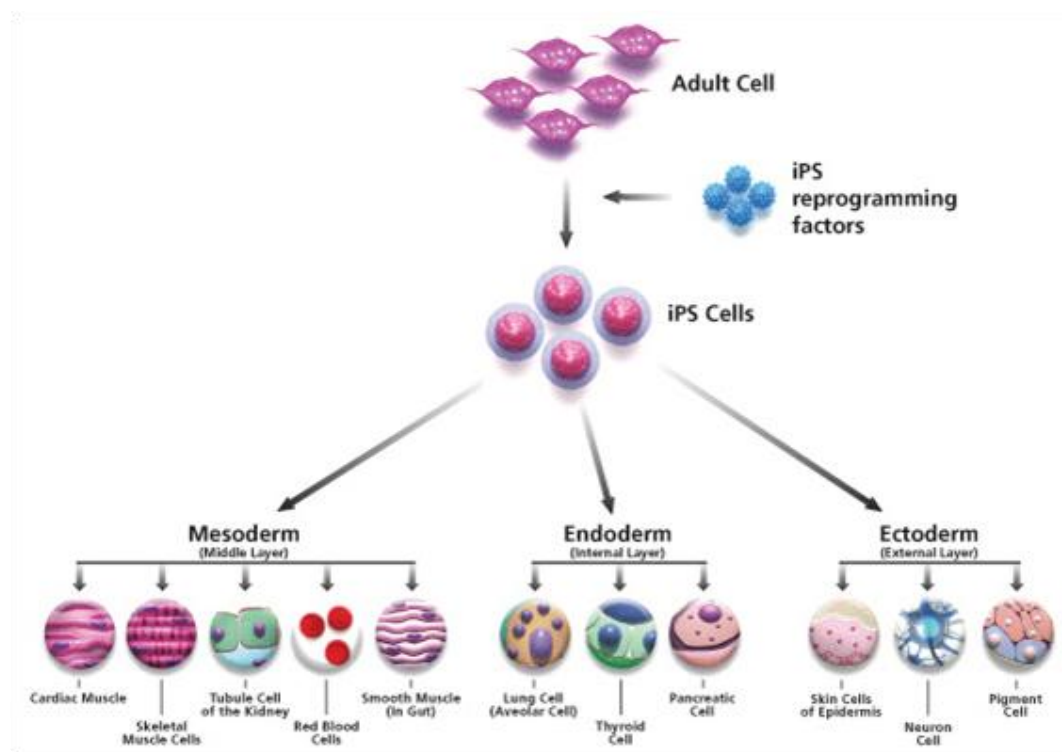 Adult Cell
iPS
reprogramming
factors
iPS Cells
Mesoderm
(Middle Layer)
Endoderm
(Internal Layer)
Ectoderm
(External Layer)
Cardiac Muscle
Skeletal
Muscle Cells
Tubule Cell
of the Kidney
Red Blood
Cells
Smooth Muscle
(In Gut)
Lung Cell
(Aveolar Cell)
Thyroid
Cell
Pancreatic
Cell
Skin Cells
of Epidermis
Neuron
Cell
Pigment
Cell